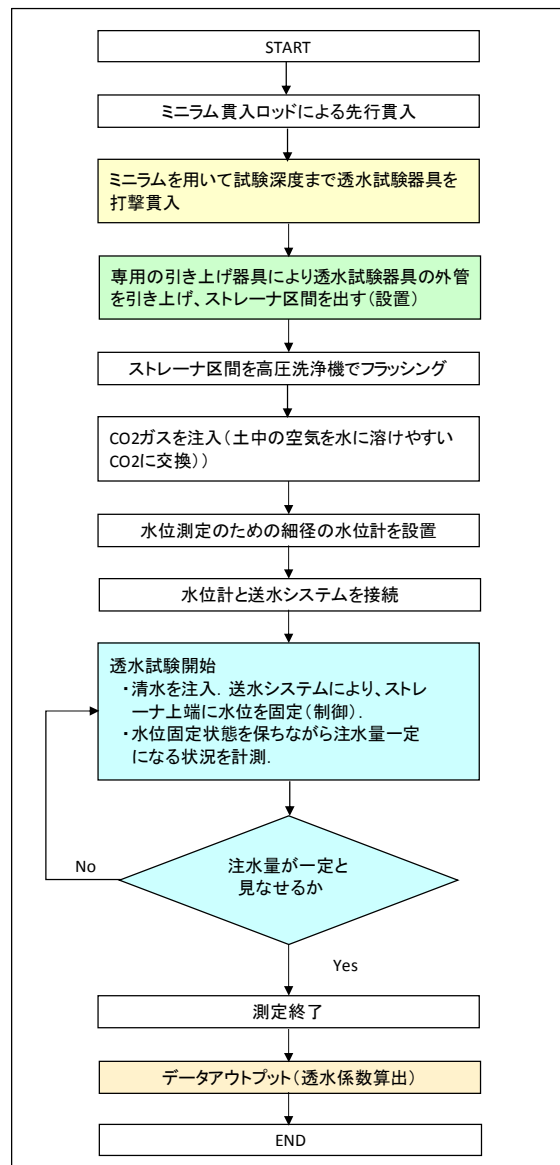 START
ミニラム貫入ロッドによる先行貫入
ミニラムを用いて試験深度まで透水試験器具を
打撃貫入
専用の引き上げ器具により透水試験器具の外管
を引き上げ、ストレーナ区間を出す(設置)
ストレーナ区間を高圧洗浄機でフラッシング
CO2ガスを注入(土中の空気を水に溶けやすい
CO2に交換))
水位測定のための細径の水位計を設置
水位計と送水システムを接続
透水試験開始
・清水を注入. 送水システムにより、ストレ
ーナ上端に水位を固定(制御).
・水位固定状態を保ちながら注水量一定
になる状況を計測.
注水量が一定と
見なせるか
No
Yes
測定終了
データアウトプット(透水係数算出)
END